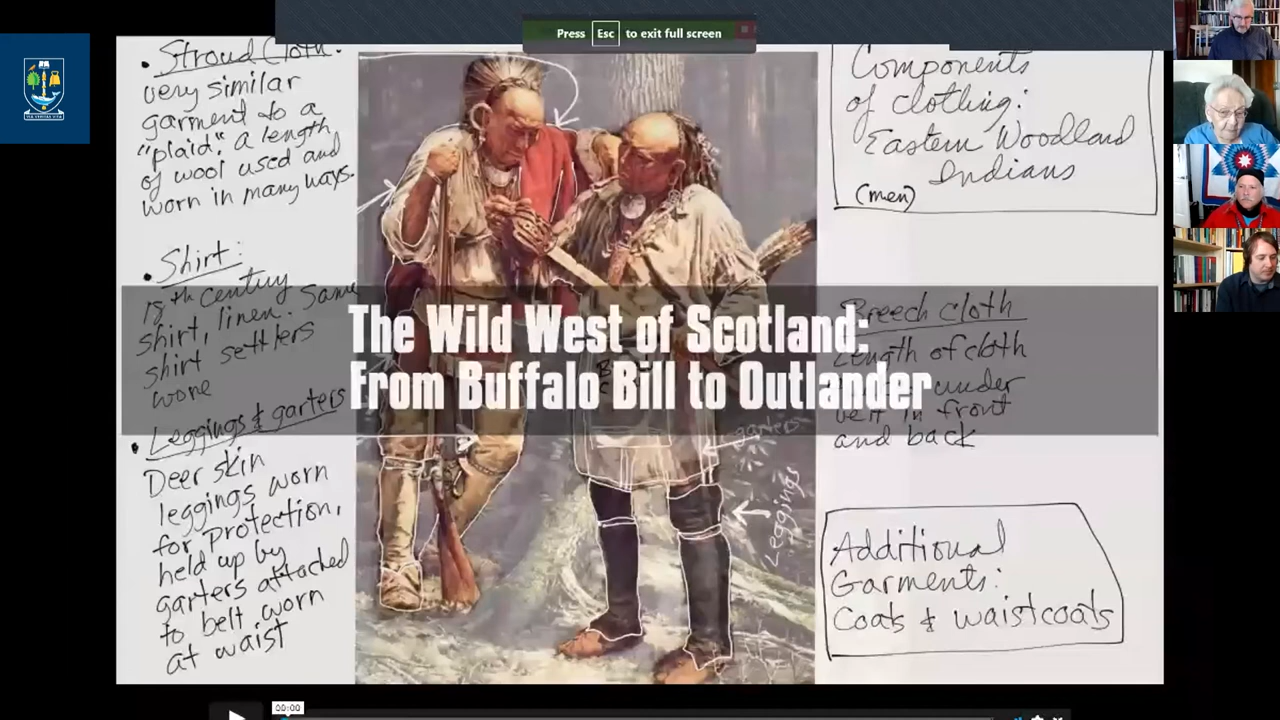 Press Esc to exit full screen
• Stroud Cloth:
very similar
garment to a
"plaid". a length
of wool used and
worn in many ways.
• Shirt:
18th century
shirt, linen. Same
shirt settlers
wore
• Leggings & garters
Deer skin
leggings worn
for protection,
held up by
garters attached
to belt worn
at waist
The Wild West of Scotland:
From Buffalo Bill to Outlander
garters
Leggings
Components
of clothing:
Eastern Woodland
Indians
(men)
Breech cloth
Length of cloth
under
belt in front
and back
Additional
Garments:
Coats & waistcoats
00:00